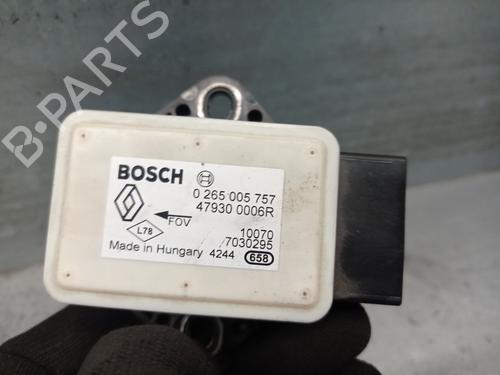 B-PARTS
BOSCH 0 265 005 757
47930 0006R
FOV
L78 10070
7030295
Made in Hungary 4244 658